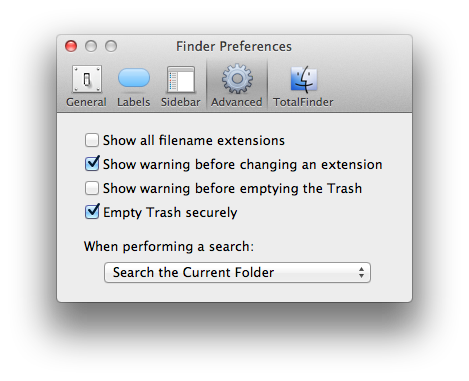 Finder Preferences
General Labels Sidebar Advanced TotalFinder
Show all filename extensions
Show warning before changing an extension
Show warning before emptying the Trash
Empty Trash securely
When performing a search:
Search the Current Folder